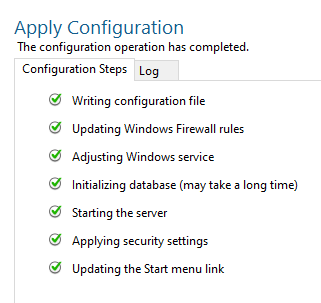 Apply Configuration
The configuration operation has completed.
Configuration Steps
Log
Writing configuration file
Updating Windows Firewall rules
Adjusting Windows service
Initializing database (may take a long time)
Starting the server
Applying security settings
Updating the Start menu link